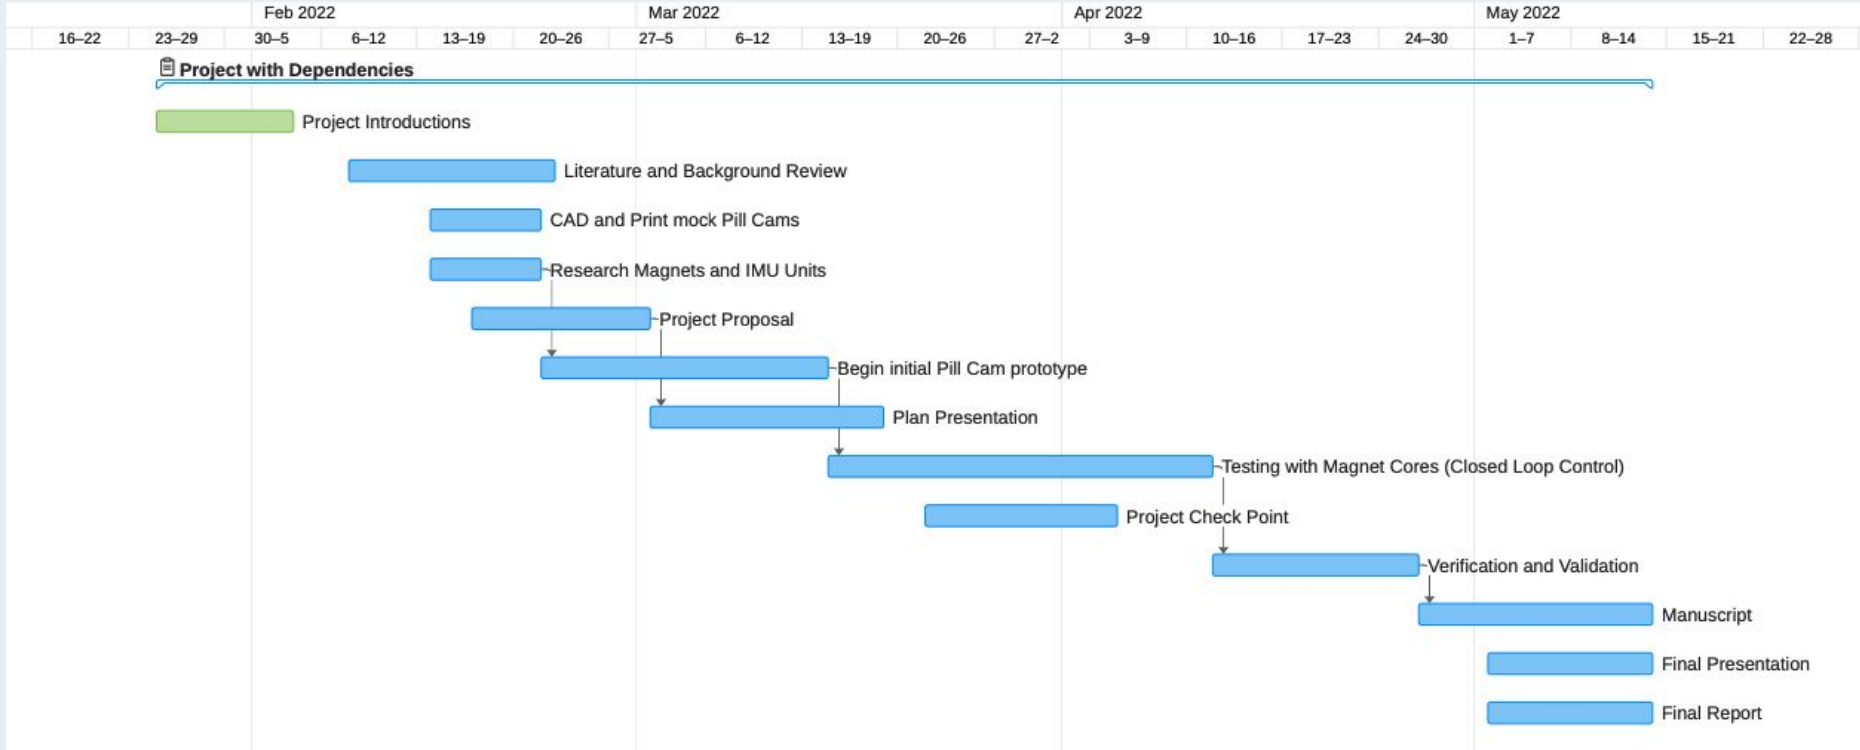 Feb 2022 Mar 2022 Apr 2022 May 2022
16–22 23–29 30–5 6–12 13–19 20–26 27–5 6–12 13–19 20–26 27–2 3–9 10–16 17–23 24–30 1–7 8–14 15–21 22–28
Project with Dependencies
Project Introductions
Literature and Background Review
CAD and Print mock Pill Cams
Research Magnets and IMU Units
Project Proposal
Begin initial Pill Cam prototype
Plan Presentation
Testing with Magnet Cores (Closed Loop Control)
Project Check Point
Verification and Validation
Manuscript
Final Presentation
Final Report